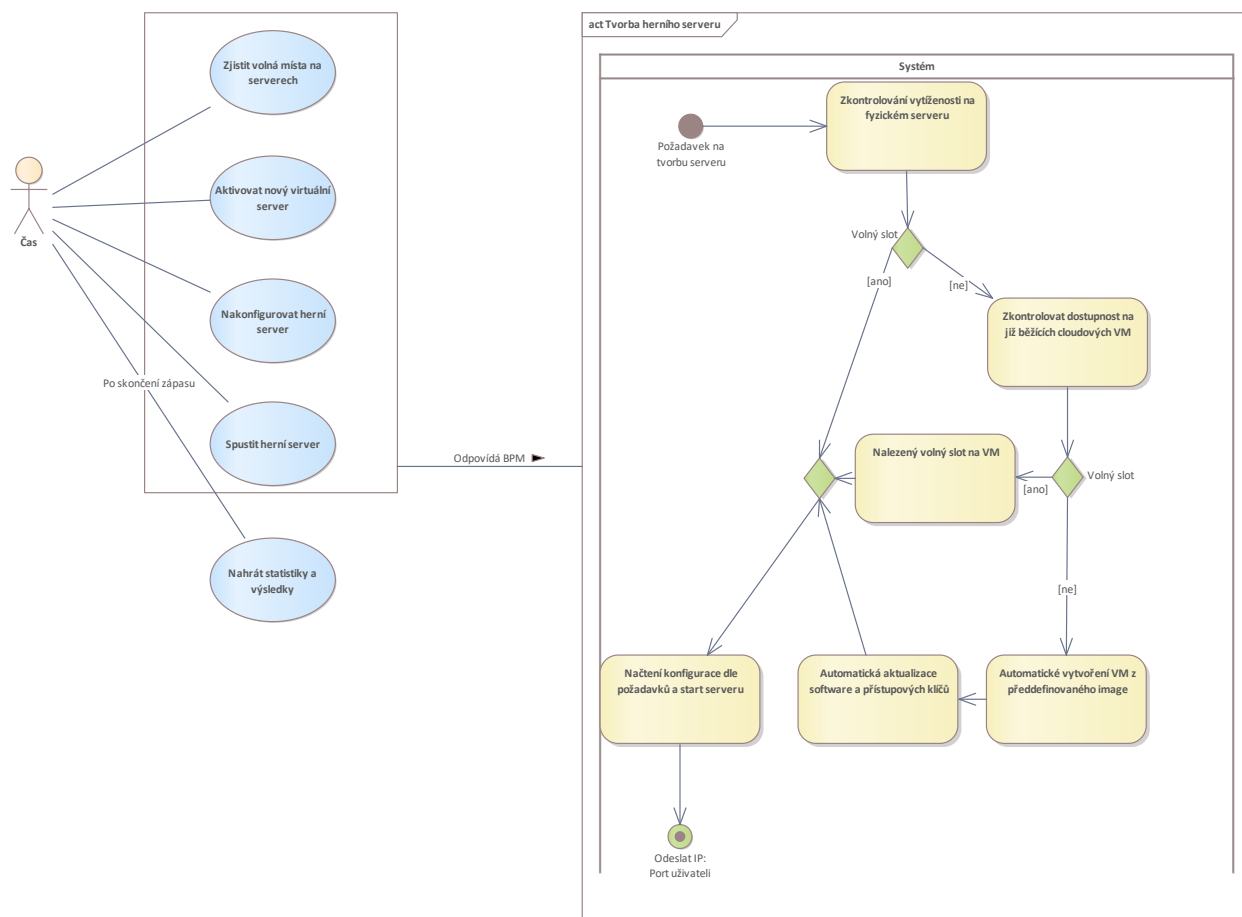 Zjistit volná místa na
serverech
Aktivovat nový virtuální
server
Čas
Nakonfigurovat herní
server
Po skončení zápasu
Spustit herní server
Nahrát statistiky a
výsledky
Odpovídá BPM
act Tvorba herního serveru
Systém
Zkontrolování vytíženosti na
fyzickém serveru
Požadavek na
tvorbu serveru
Volný slot
[ano]
[ne]
Zkontrolovat dostupnost na
již běžících cloudových VM
Nalezený volný slot na VM
[ano]
Volný slot
[ne]
Načtení konfigurace dle
požadavků a start serveru
Automatická aktualizace
software a přístupových klíčů
Automatické vytvoření VM z
předdefinovaného image
Odeslat IP:
Port uživateli